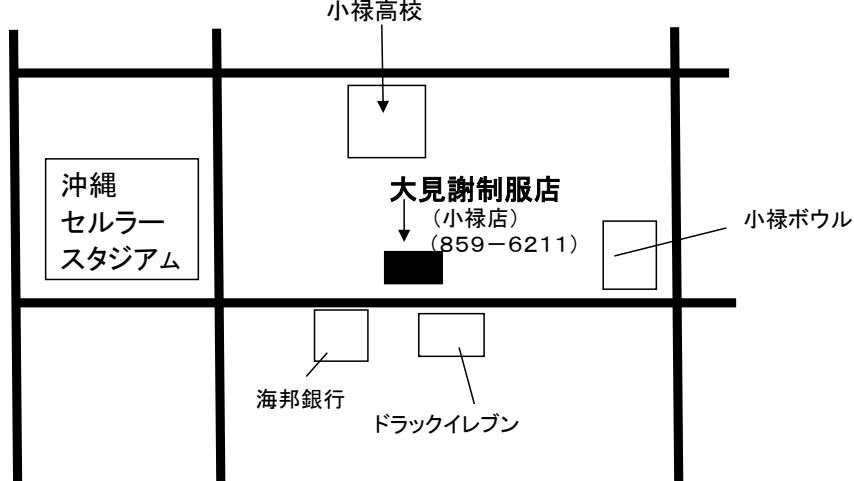 小禄高校
沖縄
セルラー
スタジアム
大見謝制服店
（小禄店）
（859－6211）
小禄ボウル
海邦銀行
ドラックイレブン